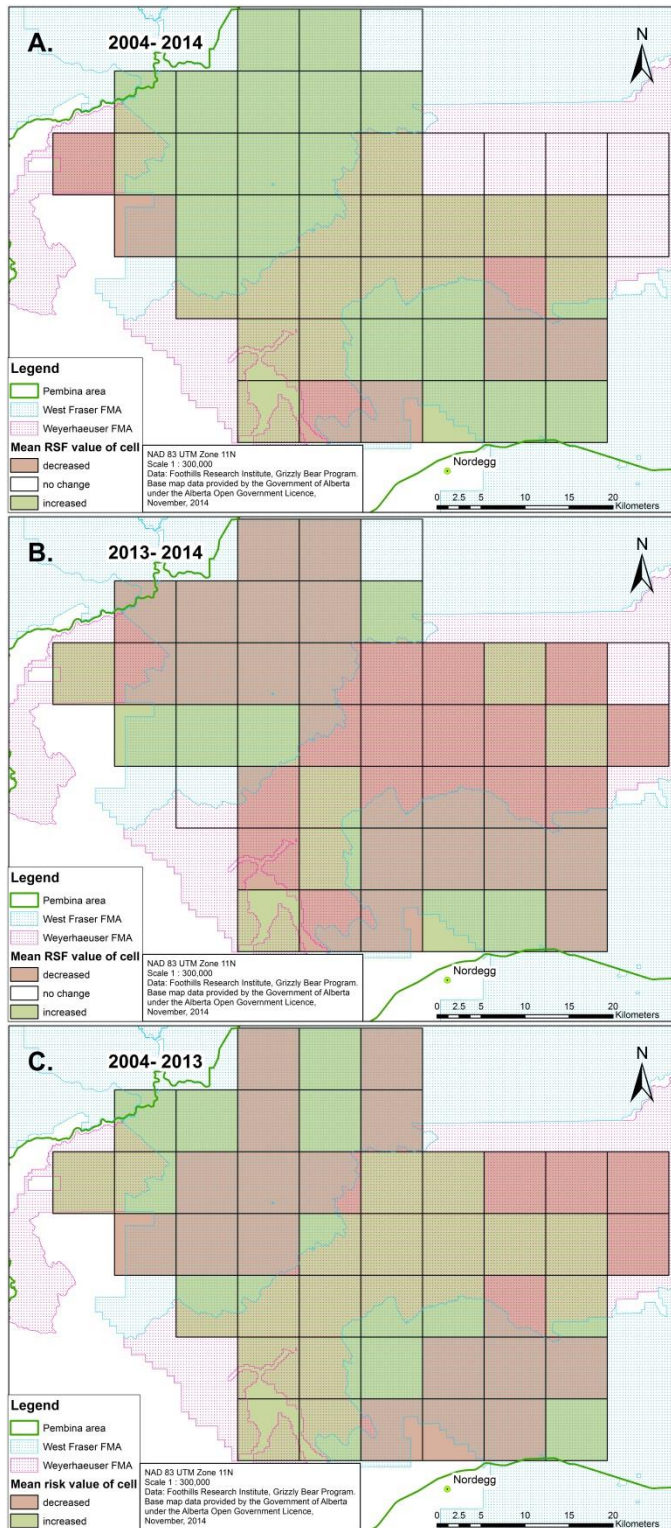 A.
2004- 2014
N
Legend
Pembina area
West Fraser FMA
Weyerhaeuser FMA
Mean RSF value of cell
decreased
no change
increased
NAD 83 UTM Zone 11N
Scale 1 : 300,000
Data: Foothills Research Institute, Grizzly Bear Program.
Base map data provided by the Government of Alberta
under the Alberta Open Government Licence,
November, 2014
Nordegg
0 2.5 5 10 15 20
Kilometers
B.
2013- 2014
N
Legend
Pembina area
West Fraser FMA
Weyerhaeuser FMA
Mean RSF value of cell
decreased
no change
increased
NAD 83 UTM Zone 11N
Scale 1 : 300,000
Data: Foothills Research Institute, Grizzly Bear Program.
Base map data provided by the Government of Alberta
under the Alberta Open Government Licence,
November, 2014
Nordegg
0 2.5 5 10 15 20
Kilometers
C.
2004- 2013
N
Legend
Pembina area
West Fraser FMA
Weyerhaeuser FMA
Mean risk value of cell
decreased
increased
NAD 83 UTM Zone 11N
Scale 1 : 300,000
Data: Foothills Research Institute, Grizzly Bear Program.
Base map data provided by the Government of Alberta
under the Alberta Open Government Licence,
November, 2014
Nordegg
0 2.5 5 10 15 20
Kilometers